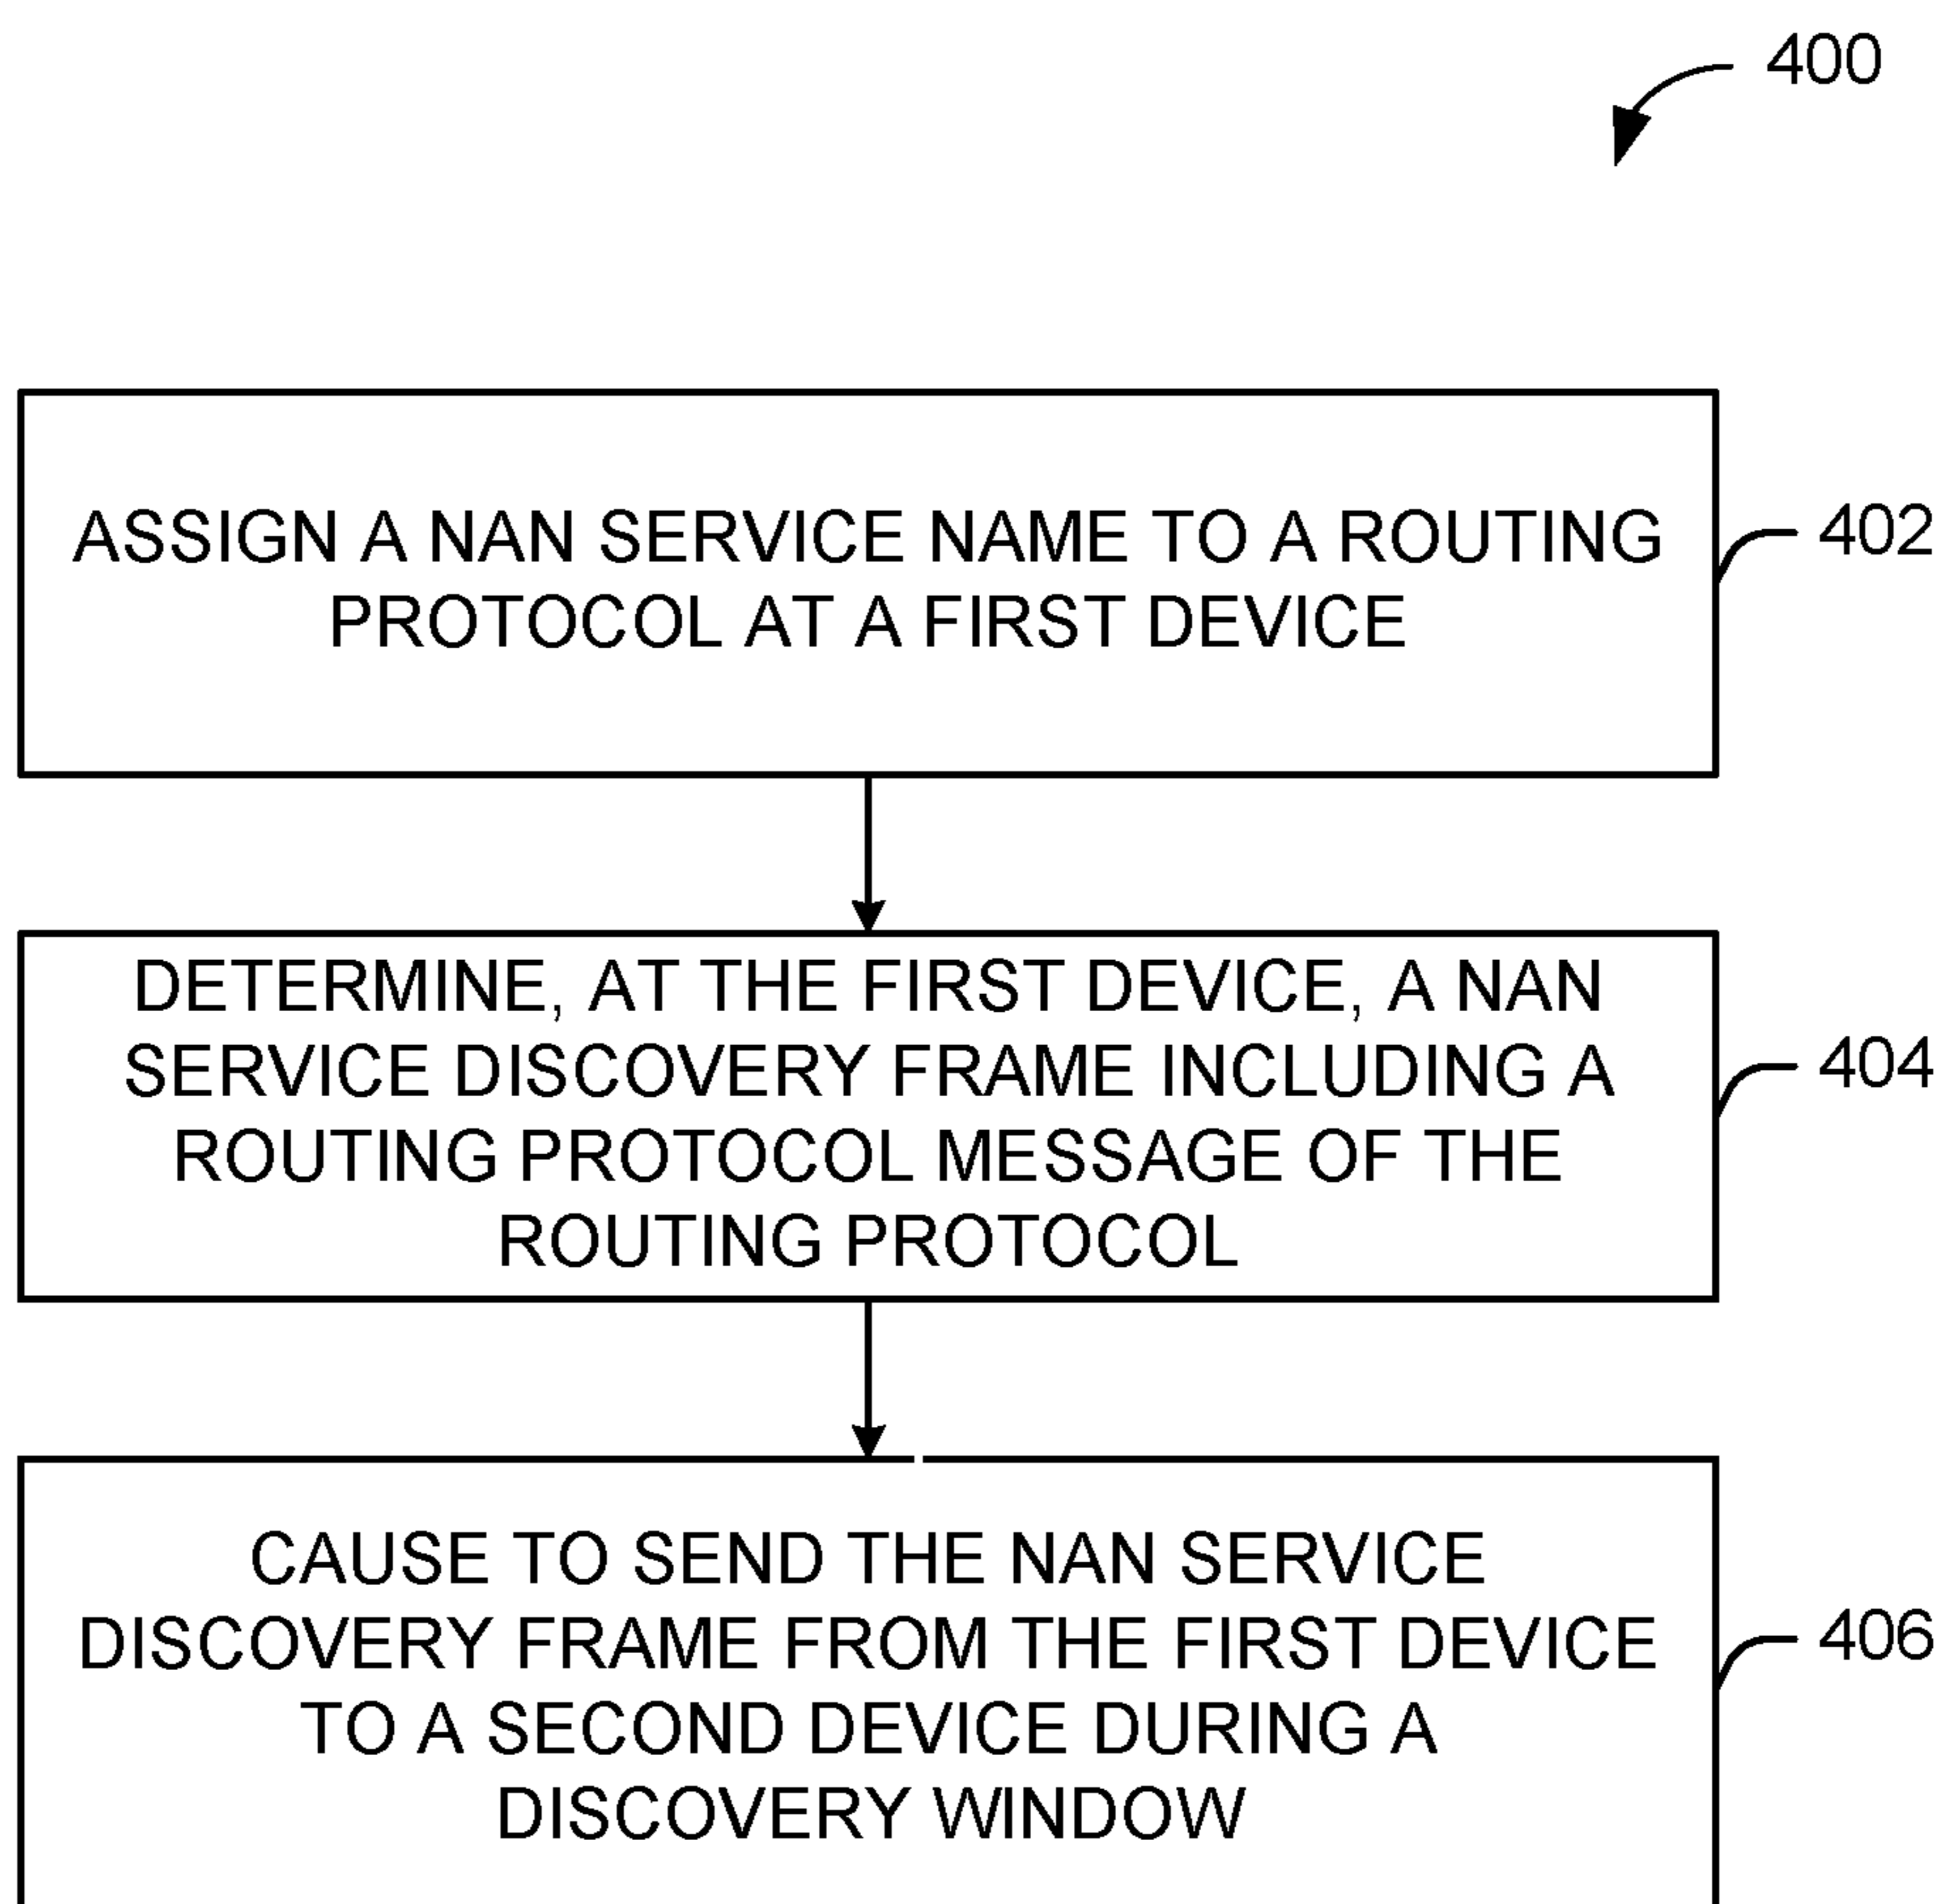 400
ASSIGN A NAN SERVICE NAME TO A ROUTING
PROTOCOL AT A FIRST DEVICE
402
DETERMINE, AT THE FIRST DEVICE, A NAN
SERVICE DISCOVERY FRAME INCLUDING A
ROUTING PROTOCOL MESSAGE OF THE
ROUTING PROTOCOL
404
CAUSE TO SEND THE NAN SERVICE
DISCOVERY FRAME FROM THE FIRST DEVICE
TO A SECOND DEVICE DURING A
DISCOVERY WINDOW
406